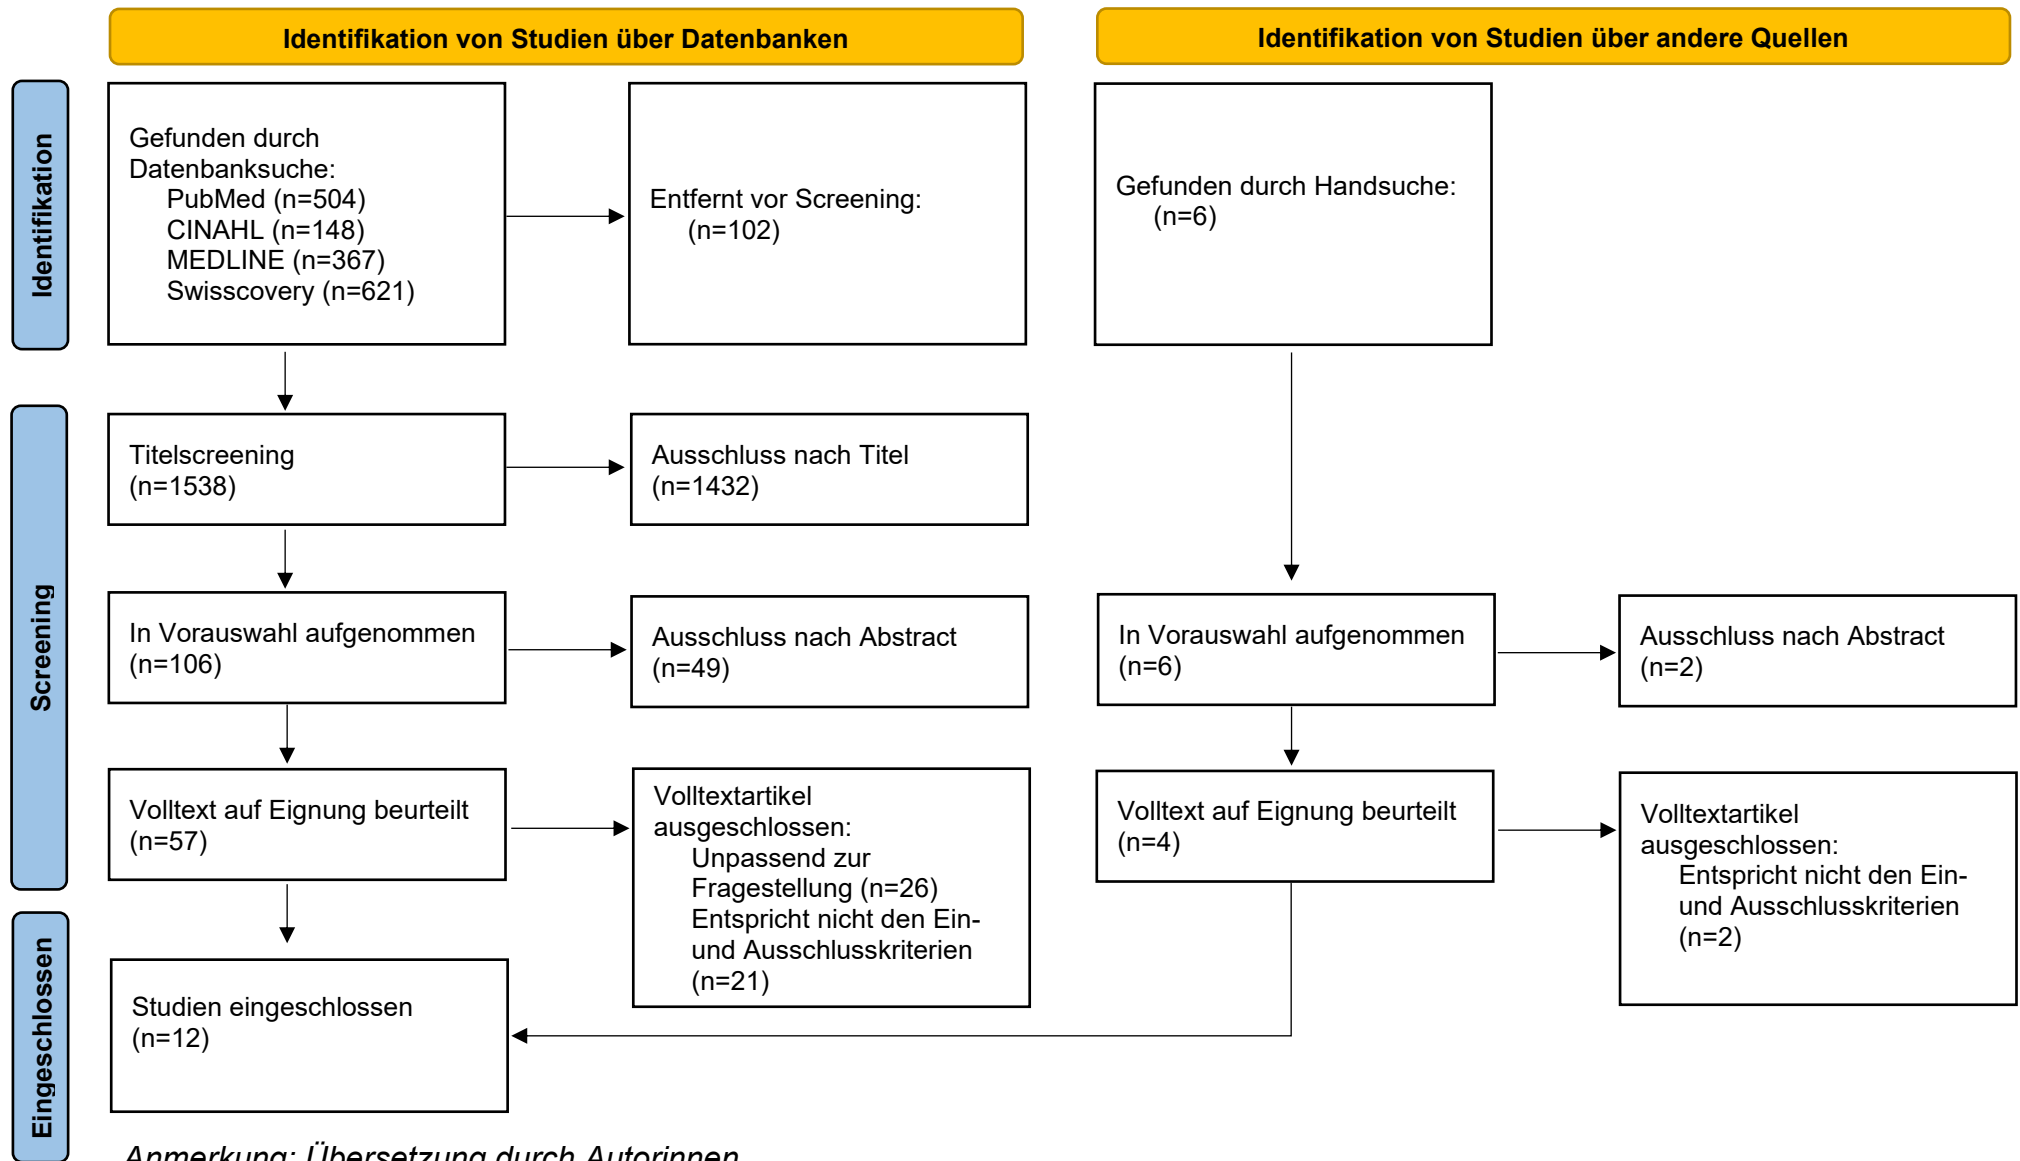 Identifikation von Studien über Datenbanken
Identifikation von Studien über andere Quellen
Identifikation
Gefunden durch
Datenbanksuche:
PubMed (n=504)
CINAHL (n=148)
MEDLINE (n=367)
Swisscovery (n=621)
Entfernt vor Screening:
(n=102)
Gefunden durch Handsuche:
(n=6)
Screening
Titelscreening
(n=1538)
Ausschluss nach Titel
(n=1432)
In Vorauswahl aufgenommen
(n=106)
Ausschluss nach Abstract
(n=49)
In Vorauswahl aufgenommen
(n=6)
Ausschluss nach Abstract
(n=2)
Volltext auf Eignung beurteilt
(n=57)
Volltextartikel
ausgeschlossen:
Unpassend zur
Fragestellung (n=26)
Entspricht nicht den Ein-
und Ausschlusskriterien
(n=21)
Volltext auf Eignung beurteilt
(n=4)
Volltextartikel
ausgeschlossen:
Entspricht nicht den Ein-
und Ausschlusskriterien
(n=2)
Eingeschlossen
Studien eingeschlossen
(n=12)
Anmerkung: Übersetzung durch Autorinnen